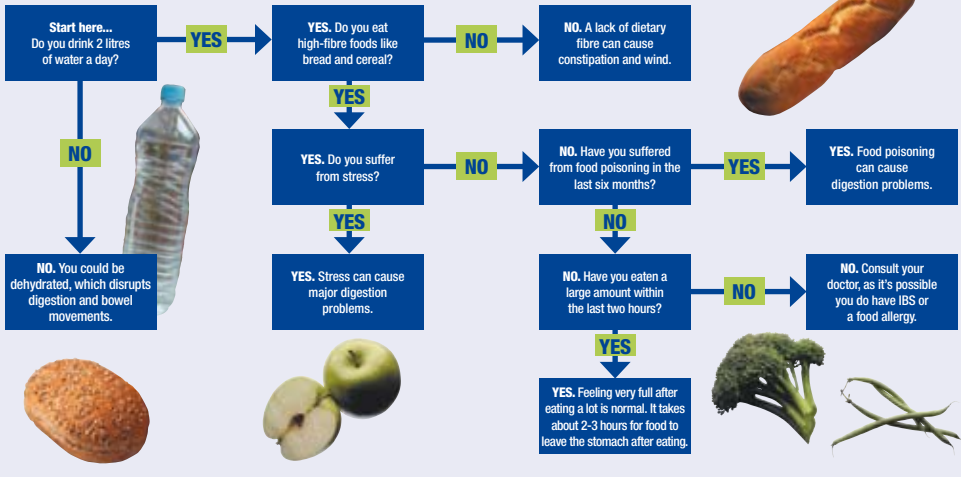 Start here...
Do you drink 2 litres
of water a day?
YES
YES. Do you eat
high-fibre foods like
bread and cereal?
NO
NO. A lack of dietary
fibre can cause
constipation and wind.
YES
NO
YES. Do you suffer
from stress?
NO
NO. Have you suffered
from food poisoning in the
last six months?
YES
YES. Food poisoning
can cause
digestion problems.
YES
NO
NO. You could be
dehydrated, which disrupts
digestion and bowel
movements.
YES. Stress can cause
major digestion
problems.
NO. Have you eaten a
large amount within
the last two hours?
NO
NO. Consult your
doctor, as it's possible
you do have IBS or
a food allergy.
YES
YES. Feeling very full after
eating a lot is normal. It takes
about 2-3 hours for food to
leave the stomach after eating.